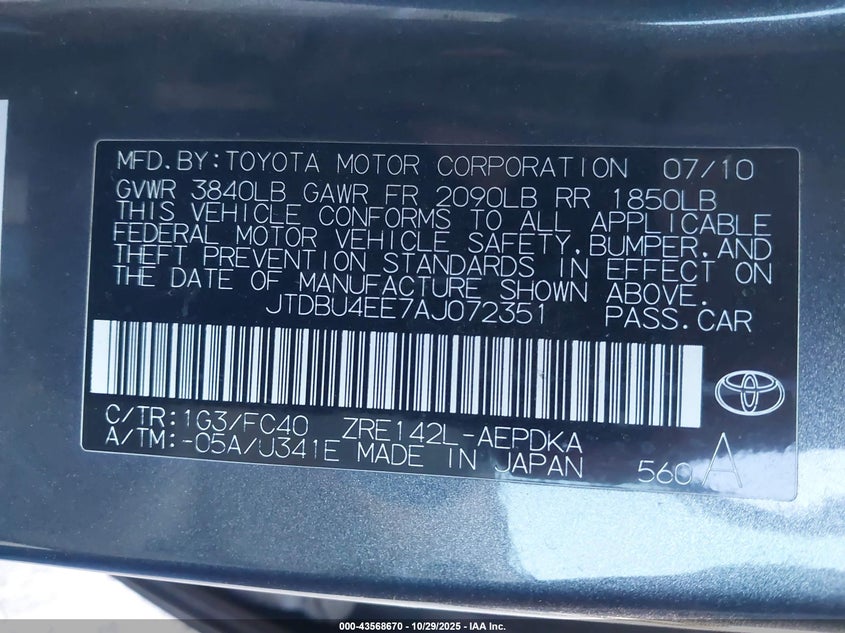 MFD.BY:TOYOTA MOTOR CORPORATION 07/10
GVWR 3840LB GAWR FR 2090LB RR 1850LB
THIS VEHICLE CONFORMS TO ALL APPLICABLE
FEDERAL MOTOR VEHICLE SAFETY,BUMPER,AND
THEFT PREVENTION STANDARDS IN EFFECT ON
THE DATE OF MANUFACTURE SHOWN ABOVE.
JTDBU4EE7AJ072351 PASS.CAR
C/TR:1G3/FC40 ZRE142L-AEPDKA
A/TM:-05A/U341E MADE IN JAPAN 560 A
000-43568670 | 10/29/2025 | IAA Inc.